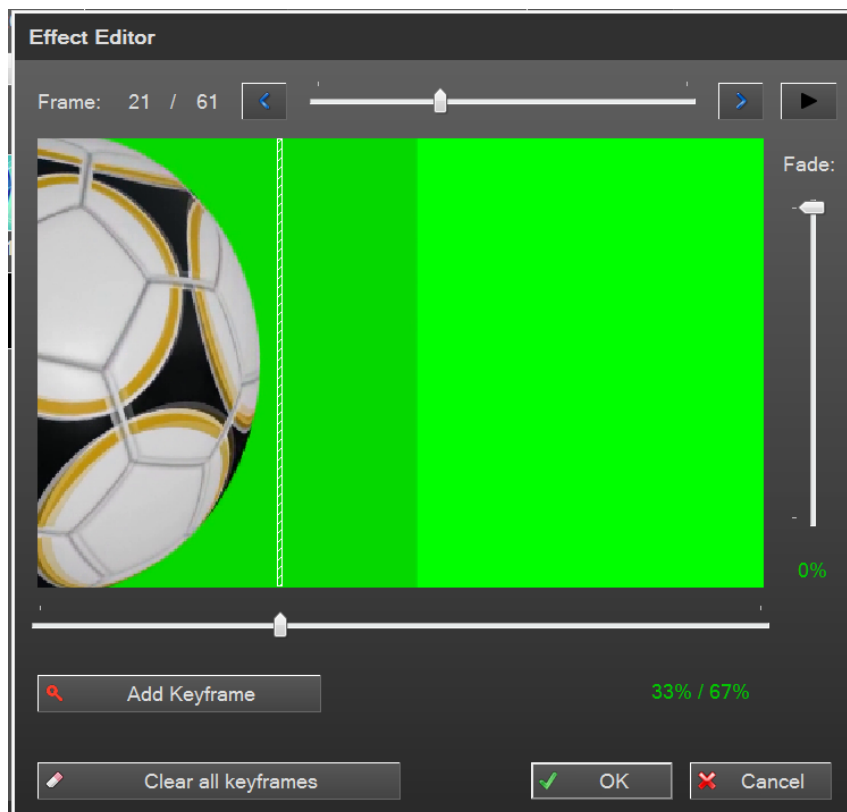 Effect Editor
Frame: 21 / 61
Fade:
0%
Add Keyframe
33% / 67%
Clear all keyframes
OK
Cancel